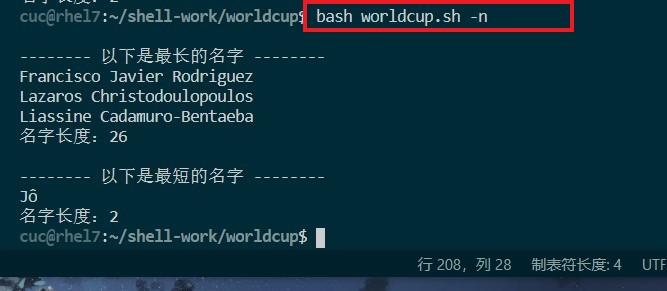 名字长度: 2
cuc@rhel7:~/shell-work/worldcup$ bash worldcup.sh -n
-------- 以下是最长的名字 --------
Francisco Javier Rodriguez
Lazaros Christodoulopoulos
Liassine Cadamuro-Bentaeba
名字长度: 26
-------- 以下是最短的名字 --------
Jô
名字长度: 2
cuc@rhel7:~/shell-work/worldcup$
行 208, 列 28 制表符长度: 4 UTF